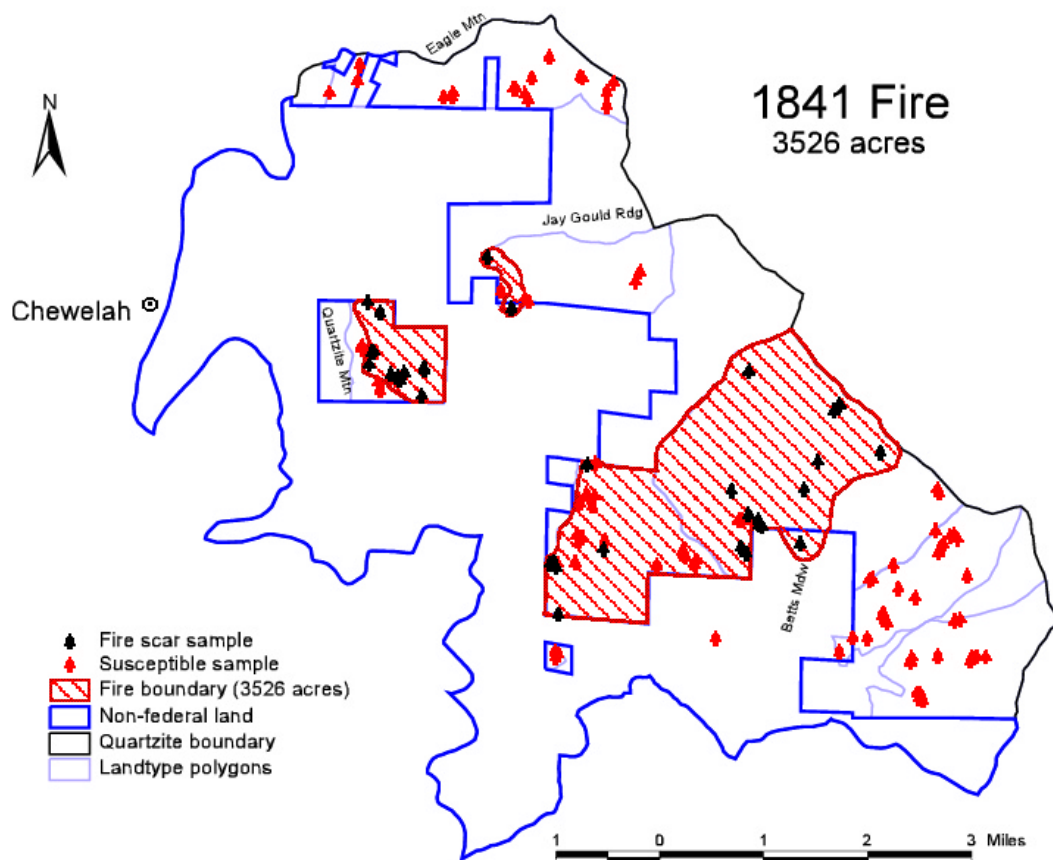 Eagle Mtn
1841 Fire
3526 acres
N
Jay Gould Rdg
Chewelah
Quartzite Mtn
Betts Mdw
Fire scar sample
Susceptible sample
Fire boundary (3526 acres)
Non-federal land
Quartzite boundary
Landtype polygons
1 0 1 2 3 Miles